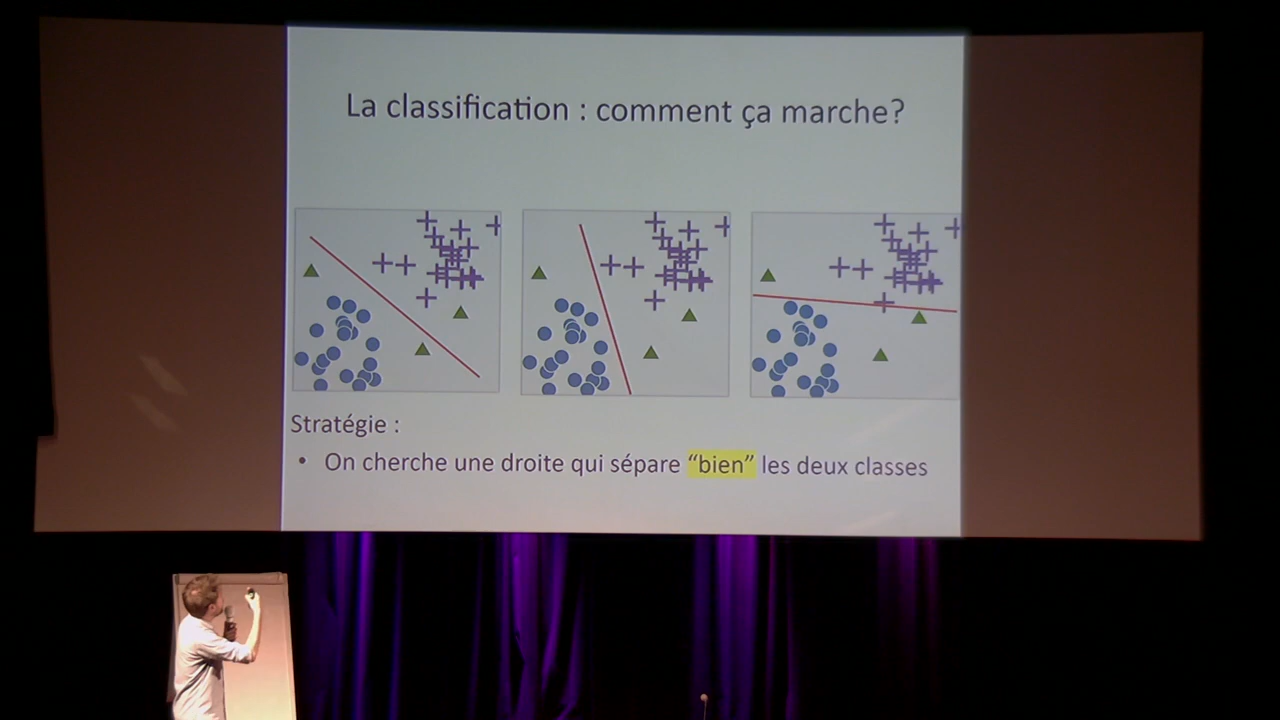 La classification : comment ça marche?
Stratégie :
• On cherche une droite qui sépare “bien” les deux classes